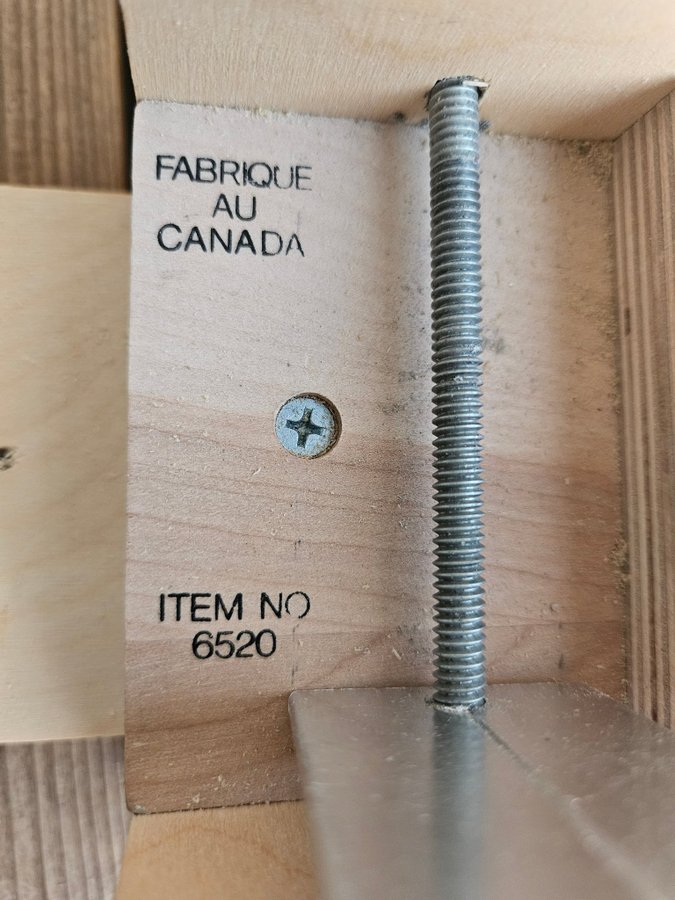 FABRIQUE
AU
CANADA
ITEM NO
6520